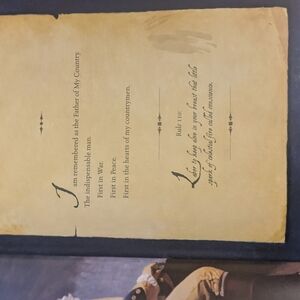 I am remembered as the Father of My Country.
The indispensable man.
First in War.
First in Peace.
First in the hearts of my countrymen.
Rule 110:
Labor to keep alive in your breast that little
spark of celestial fire called conscience.